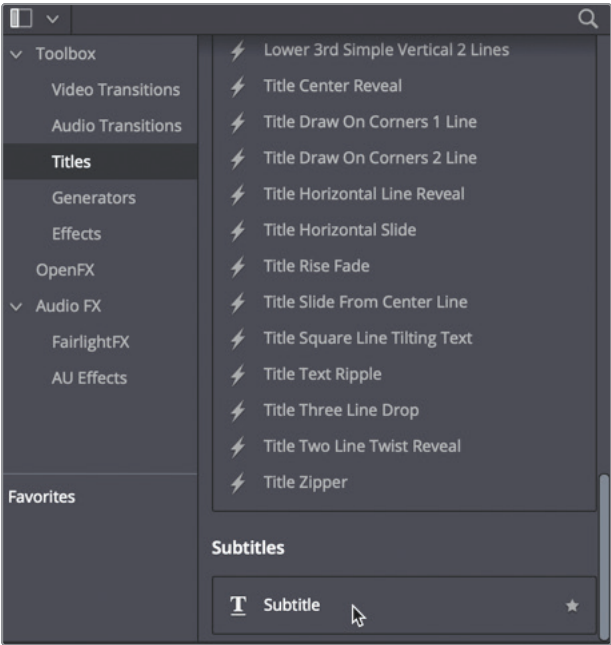 Toolbox
Video Transitions
Audio Transitions
Titles
Generators
Effects
OpenFX
Audio FX
FairlightFX
AU Effects
Favorites
Lower 3rd Simple Vertical 2 Lines
Title Center Reveal
Title Draw On Corners 1 Line
Title Draw On Corners 2 Line
Title Horizontal Line Reveal
Title Horizontal Slide
Title Rise Fade
Title Slide From Center Line
Title Square Line Tilting Text
Title Text Ripple
Title Three Line Drop
Title Two Line Twist Reveal
Title Zipper
Subtitles
T Subtitle